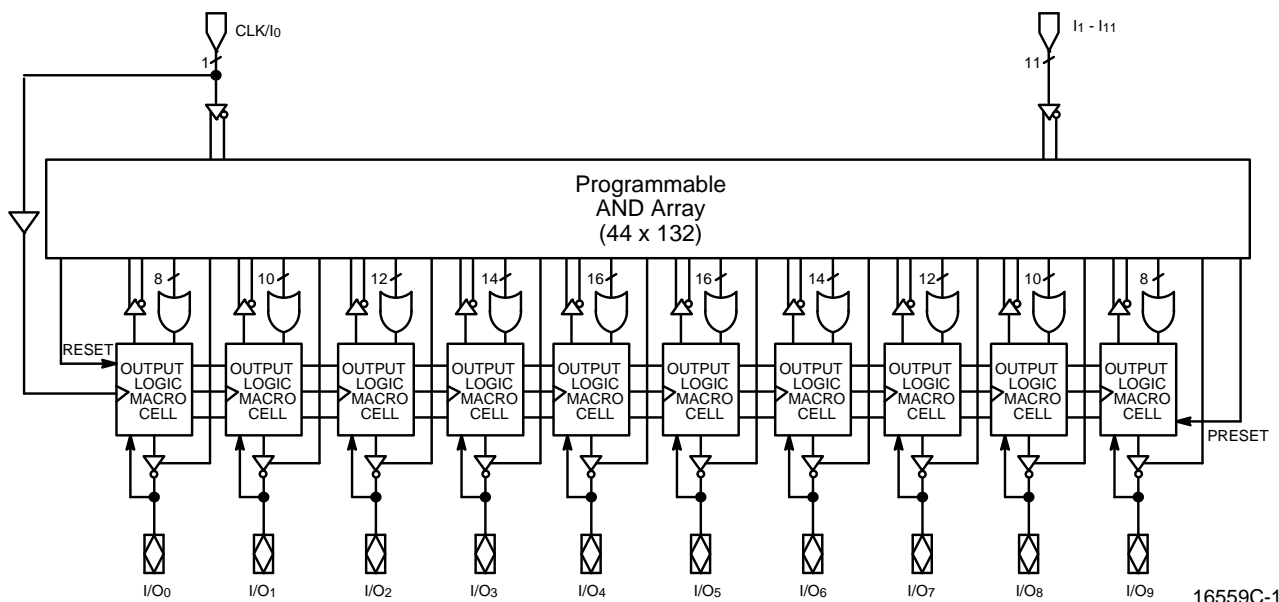 CLK/I0
I1 - I11
1
11
Programmable
AND Array
(44 x 132)
8 10 12 14 16 16 14 12 10 8
RESET
OUTPUT LOGIC MACRO CELL
OUTPUT LOGIC MACRO CELL
OUTPUT LOGIC MACRO CELL
OUTPUT LOGIC MACRO CELL
OUTPUT LOGIC MACRO CELL
OUTPUT LOGIC MACRO CELL
OUTPUT LOGIC MACRO CELL
OUTPUT LOGIC MACRO CELL
OUTPUT LOGIC MACRO CELL
OUTPUT LOGIC MACRO CELL
PRESET
I/O0 I/O1 I/O2 I/O3 I/O4 I/O5 I/O6 I/O7 I/O8 I/O9
16559C-1